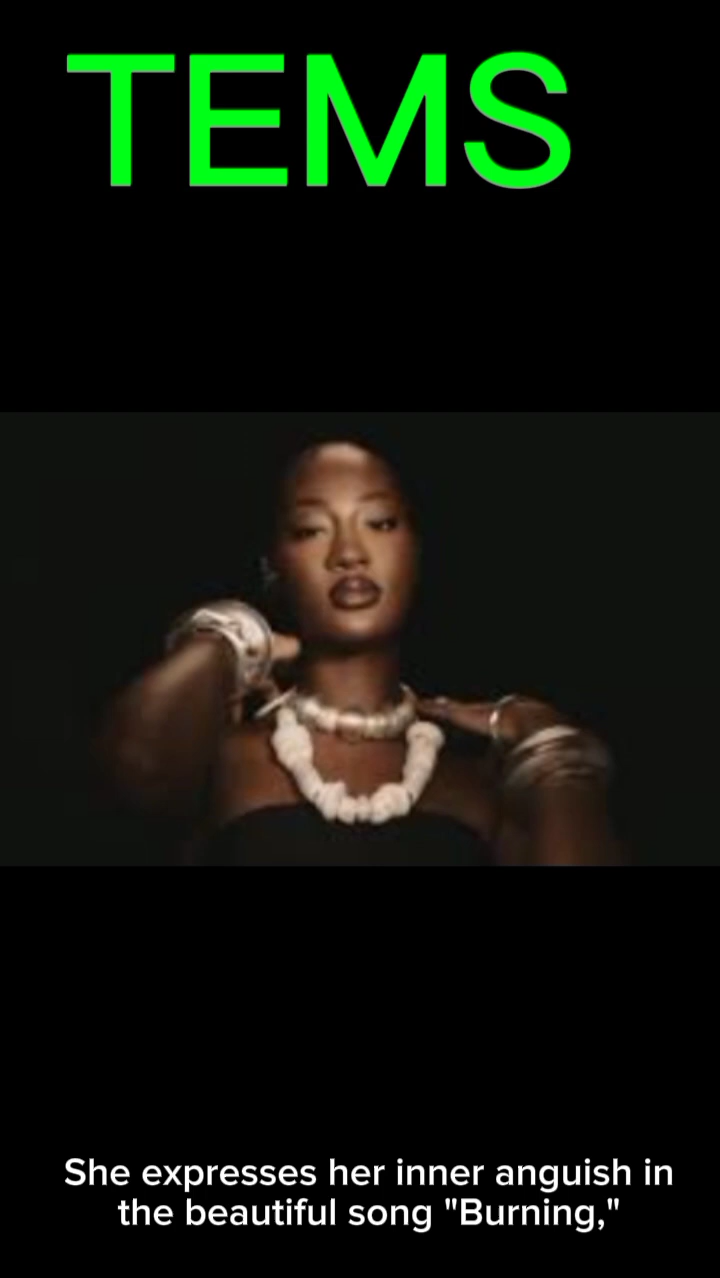 TEMS
She expresses her inner anguish in
the beautiful song "Burning,"